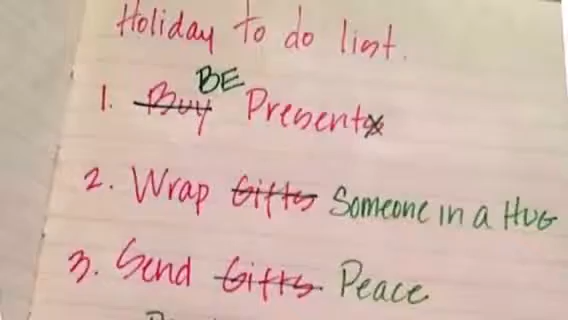 Holiday to do list.
BE
1. Buy Presents
2. Wrap Gifts Someone in a HUG
3. Send Gifts Peace